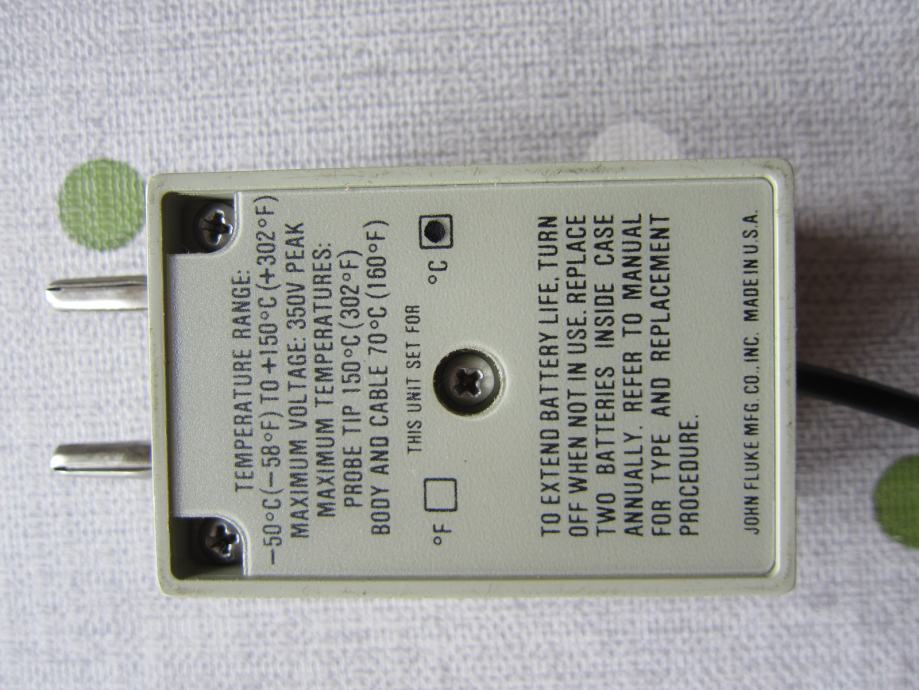 TEMPERATURE RANGE:
−50°C (−58°F) TO +150°C (+302°F)
MAXIMUM VOLTAGE: 350V PEAK
MAXIMUM TEMPERATURES:
PROBE TIP 150°C (302°F)
BODY AND CABLE 70°C (160°F)
THIS UNIT SET FOR
°F °C
TO EXTEND BATTERY LIFE, TURN
OFF WHEN NOT IN USE. REPLACE
TWO BATTERIES INSIDE CASE
ANNUALLY. REFER TO MANUAL
FOR TYPE AND REPLACEMENT
PROCEDURE.
JOHN FLUKE MFG. CO., INC. MADE IN U.S.A.